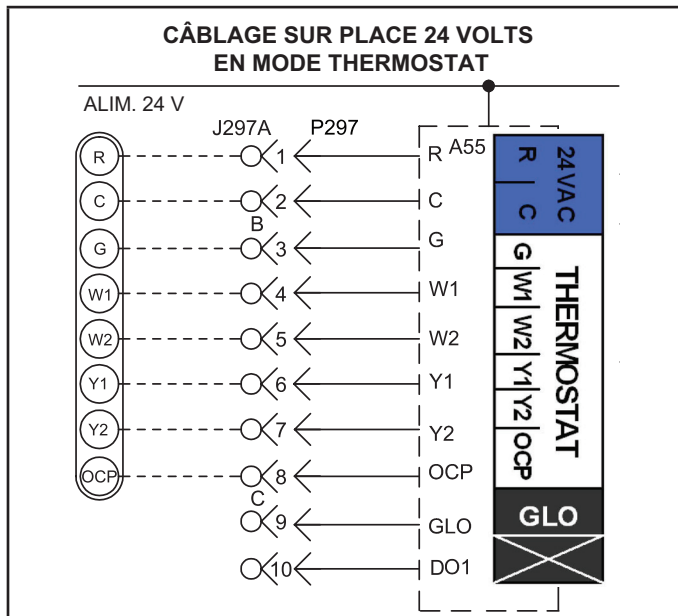 CÂBLAGE SUR PLACE 24 VOLTS
EN MODE THERMOSTAT
ALIM. 24 V
J297A P297
R 1 R A55
C 2 C
B
G 3 G
W1 4 W1
W2 5 W2
Y1 6 Y1
Y2 7 Y2
OCP 8 OCP
C
9 GLO
10 DO1
24VAC
R C
THERMOSTAT
G W1 W2 Y1 Y2 OCP
GLO